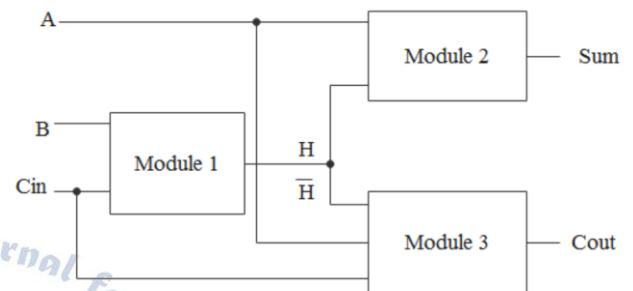 A
Module 2
Sum
B
Module 1
H
H̅
Cin
Module 3
Cout